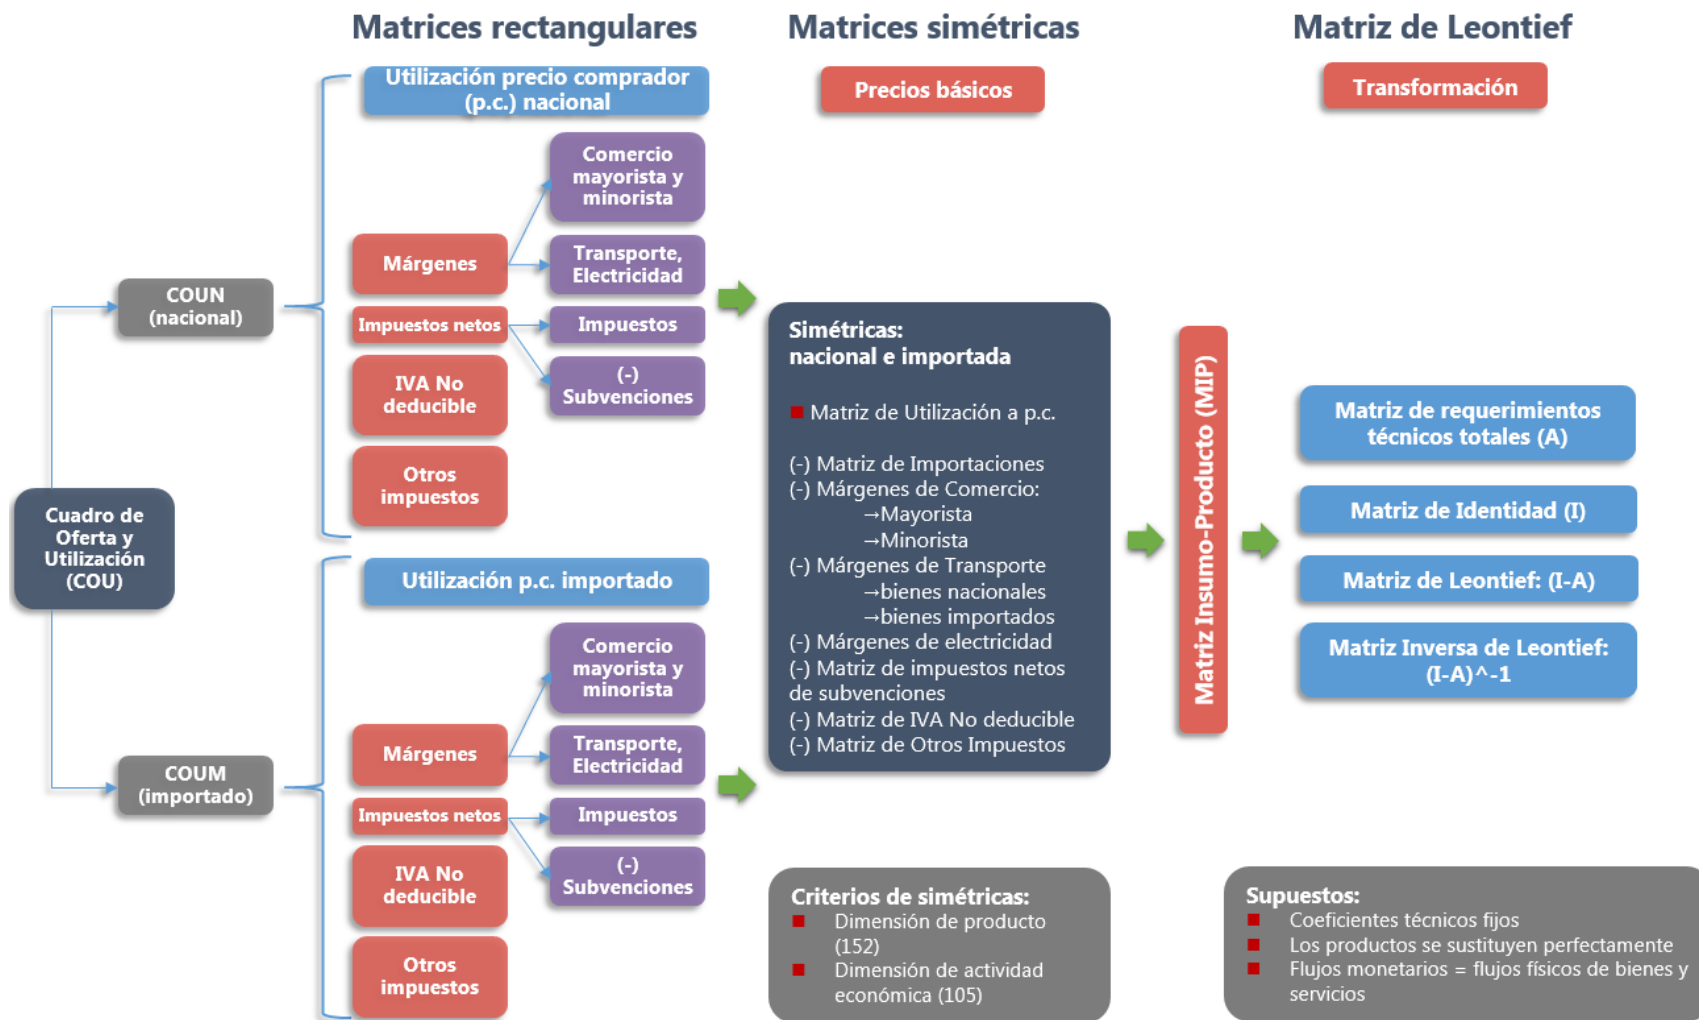 Matrices rectangulares
Matrices simétricas
Matriz de Leontief
Utilización precio comprador
(p.c.) nacional
Precios básicos
Transformación
Comercio
mayorista y
minorista
Márgenes
Transporte,
Electricidad
COUN
(nacional)
Impuestos netos
Impuestos
IVA No
deducible
(-)
Subvenciones
Otros
impuestos
Cuadro de
Oferta y
Utilización
(COU)
Utilización p.c. importado
Comercio
mayorista y
minorista
Márgenes
Transporte,
Electricidad
COUM
(importado)
Impuestos netos
Impuestos
IVA No
deducible
(-)
Subvenciones
Otros
impuestos
Simétricas:
nacional e importada
Matriz de Utilización a p.c.
(-) Matriz de Importaciones
(-) Márgenes de Comercio:
→Mayorista
→Minorista
(-) Márgenes de Transporte
→bienes nacionales
→bienes importados
(-) Márgenes de electricidad
(-) Matriz de impuestos netos
de subvenciones
(-) Matriz de IVA No deducible
(-) Matriz de Otros Impuestos
Criterios de simétricas:
Dimensión de producto
(152)
Dimensión de actividad
económica (105)
Matriz Insumo-Producto (MIP)
Matriz de requerimientos
técnicos totales (A)
Matriz de Identidad (I)
Matriz de Leontief: (I-A)
Matriz Inversa de Leontief:
(I-A)^-1
Supuestos:
Coeficientes técnicos fijos
Los productos se sustituyen perfectamente
Flujos monetarios = flujos físicos de bienes y
servicios